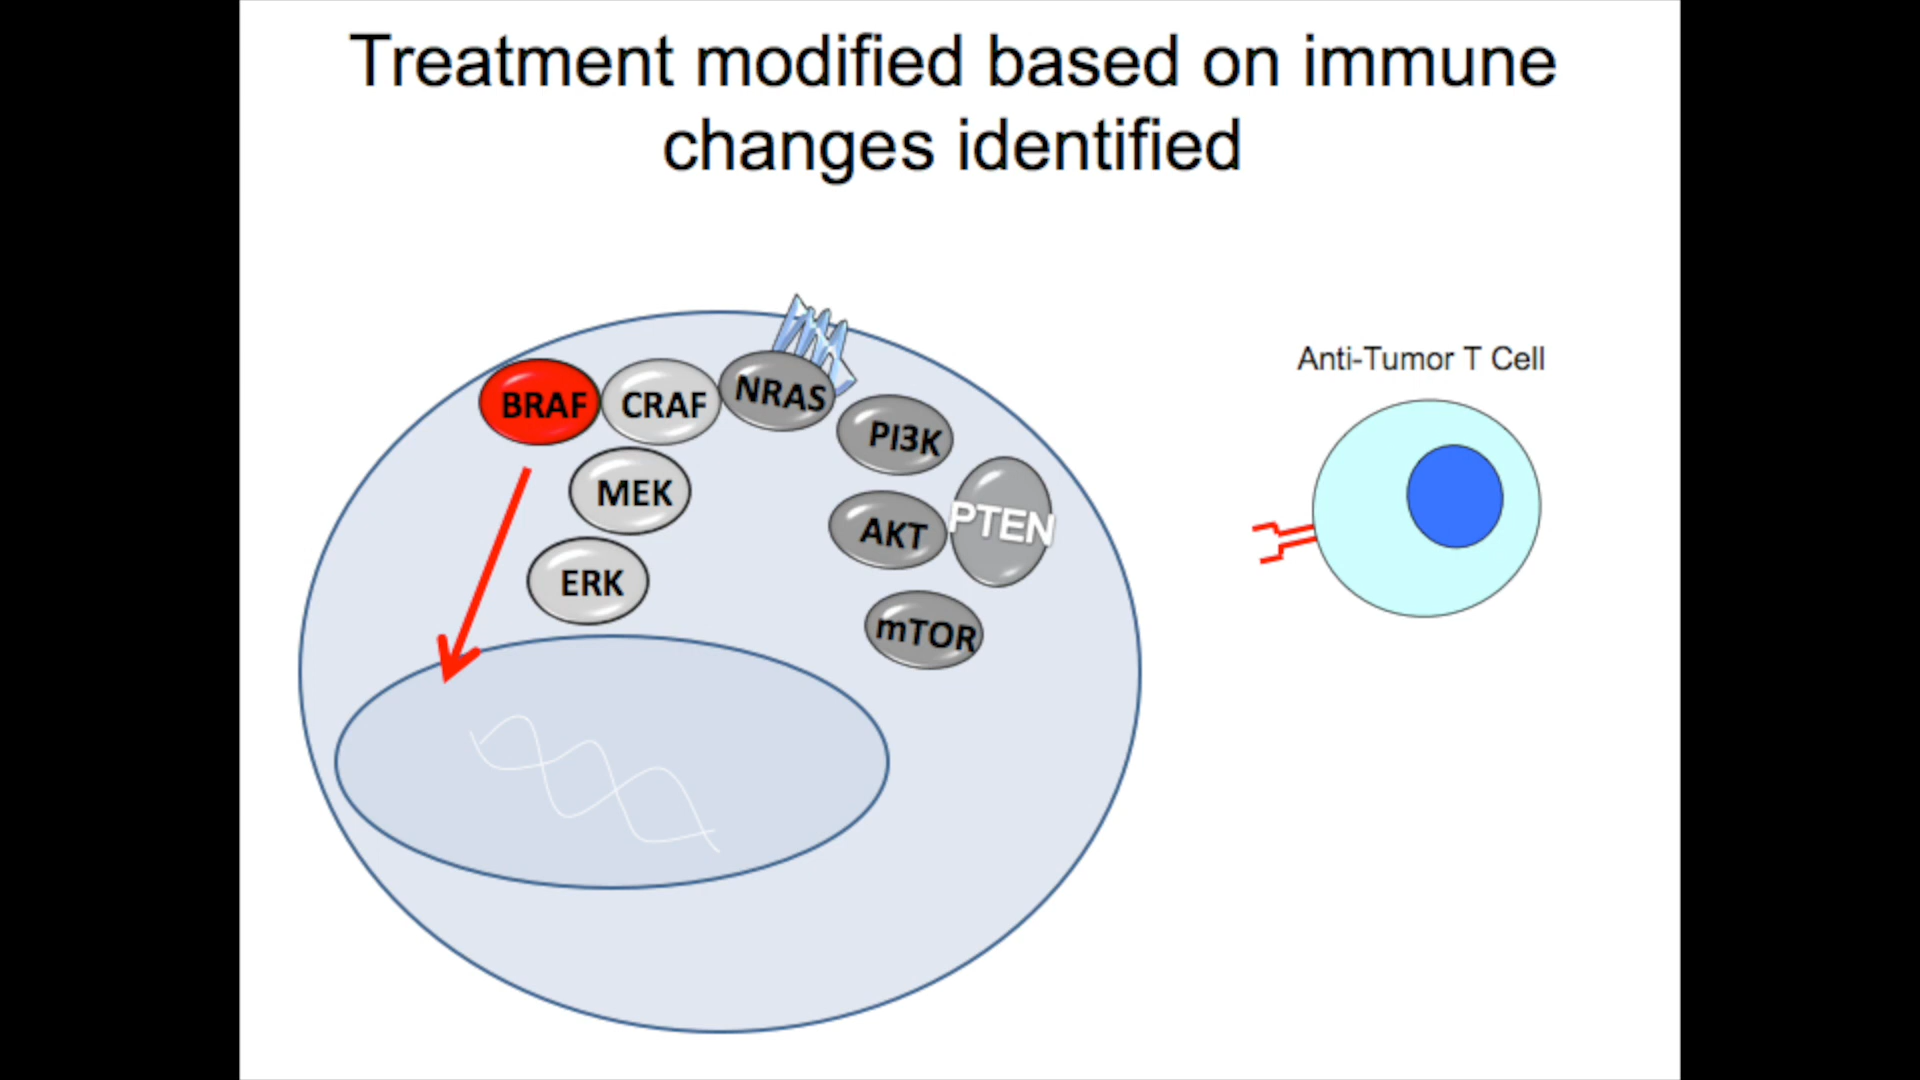 Treatment modified based on immune
changes identified
Anti-Tumor T Cell
BRAF
CRAF
NRAS
PI3K
MEK
AKT
PTEN
ERK
mTOR